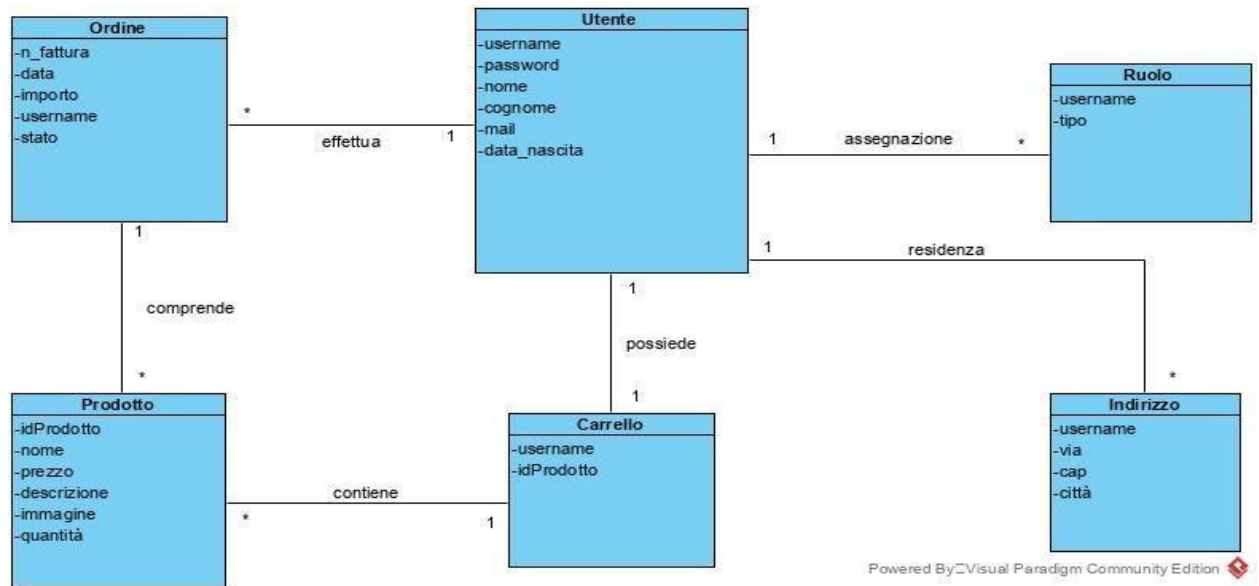 Ordine
-n_fattura
-data
-importo
-username
-stato
*
effettua
1
Utente
-username
-password
-nome
-cognome
-mail
-data_nascita
1
assegnazione
*
Ruolo
-username
-tipo
1
residenza
*
1
comprende
*
1
possiede
1
Prodotto
-idProdotto
-nome
-prezzo
-descrizione
-immagine
-quantità
*
contiene
1
Carrello
-username
-idProdotto
Indirizzo
-username
-via
-cap
-città
Powered By Visual Paradigm Community Edition